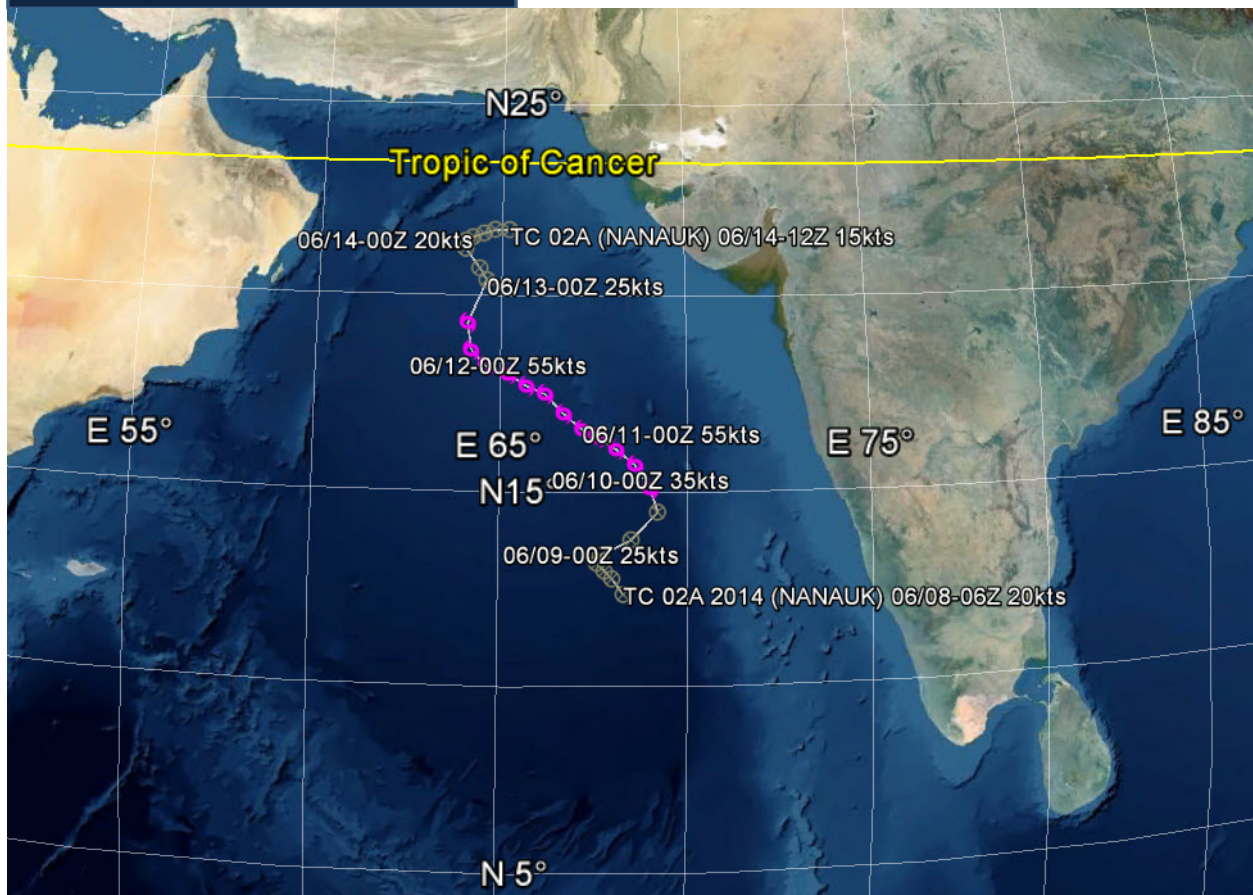 N25°
Tropic of Cancer
06/14-00Z 20kts
TC 02A (NANAUK) 06/14-12Z 15kts
06/13-00Z 25kts
06/12-00Z 55kts
E 55°
E 65°
06/11-00Z 55kts
E 75°
E 85°
N15°
06/10-00Z 35kts
06/09-00Z 25kts
TC 02A 2014 (NANAUK) 06/08-06Z 20kts
N 5°